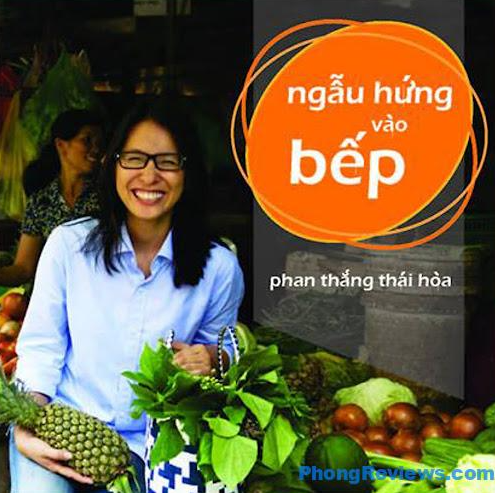 ngẫu hứng
vào
bếp
phan thắng thái hòa
PhongReviews.com